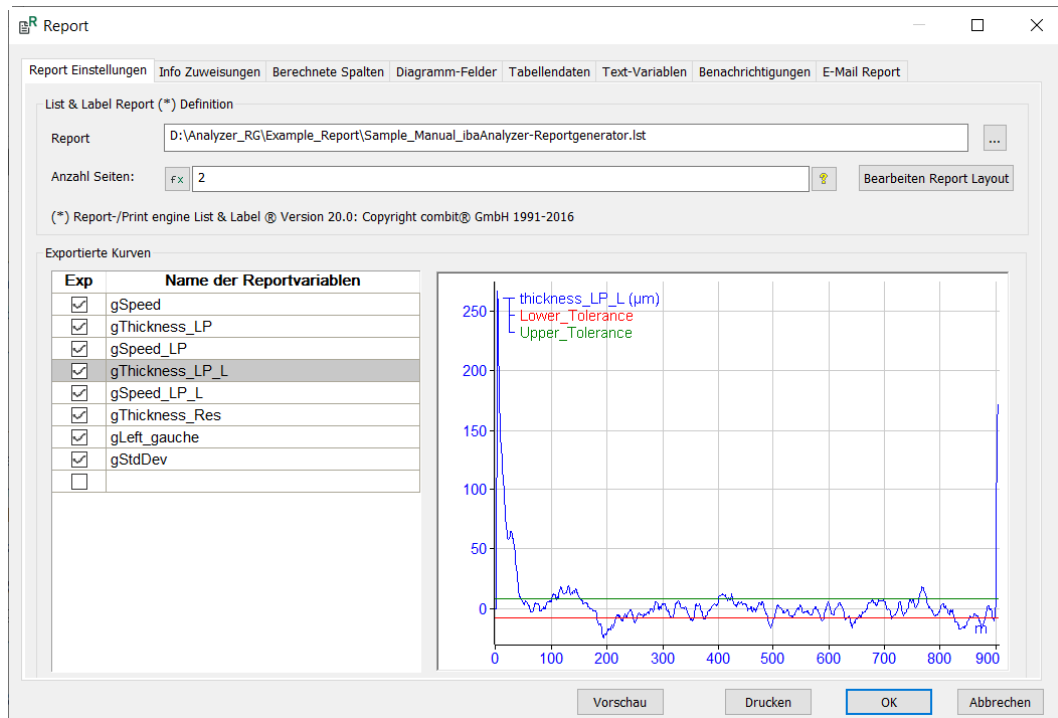 Report
Report Einstellungen Info Zuweisungen Berechnete Spalten Diagramm-Felder Tabellendaten Text-Variablen Benachrichtigungen E-Mail Report
List & Label Report (*) Definition
Report D:\Analyzer_RG\Example_Report\Sample_Manual_ibaAnalyzer-Reportgenerator.lst ...
Anzahl Seiten: fx 2 ? Bearbeiten Report Layout
(*) Report-/Print engine List & Label ® Version 20.0: Copyright combit® GmbH 1991-2016
Exportierte Kurven
Exp Name der Reportvariablen
gSpeed
gThickness_LP
gSpeed_LP
gThickness_LP_L
gSpeed_LP_L
gThickness_Res
gLeft_gauche
gStdDev
thickness_LP_L (µm)
Lower_Tolerance
Upper_Tolerance
250
200
150
100
50
0
m
0 100 200 300 400 500 600 700 800 900
Vorschau Drucken OK Abbrechen